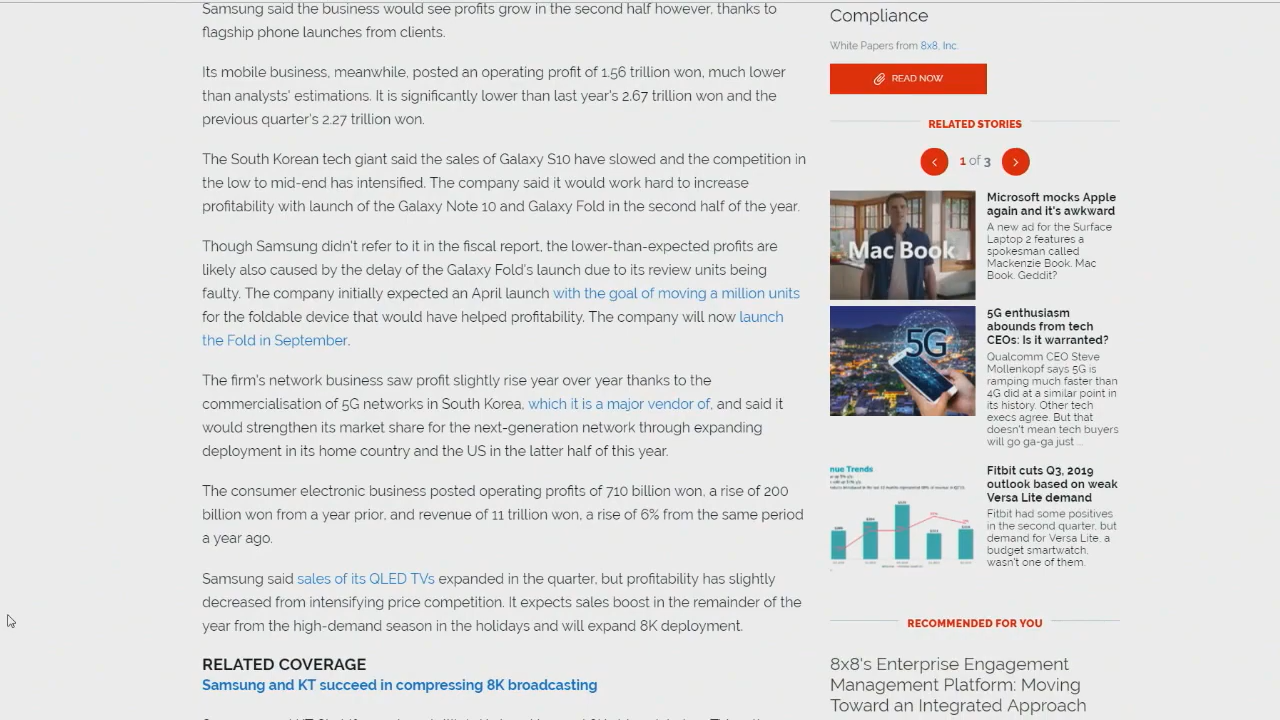 Samsung said the business would see profits grow in the second half however, thanks to
flagship phone launches from clients.
Its mobile business, meanwhile, posted an operating profit of 1.56 trillion won, much lower
than analysts' estimations. It is significantly lower than last year's 2.67 trillion won and the
previous quarter's 2.27 trillion won.
The South Korean tech giant said the sales of Galaxy S10 have slowed and the competition in
the low to mid-end has intensified. The company said it would work hard to increase
profitability with launch of the Galaxy Note 10 and Galaxy Fold in the second half of the year.
Though Samsung didn't refer to it in the fiscal report, the lower-than-expected profits are
likely also caused by the delay of the Galaxy Fold's launch due to its review units being
faulty. The company initially expected an April launch with the goal of moving a million units
for the folrable device that would have helped profitability. The company will now launch
the Fold in September.
The firm's network business saw profit slightly rise year over year thanks to the
commercialisation of 5G networks in South Korea, which it is a major vendor of, and said it
would strengthen its market share for the next-generation network through expanding
deployment in its home country and the US in the latter half of this year.
The consumer electronic business posted operating profits of 710 billion won, a rise of 200
billion won from a year prior, and revenue of 11 trillion won, a rise of 6% from the same period
a year ago.
Samsung said sales of its QLED TVs expanded in the quarter, but profitability has slightly
decreased from intensifying price competition. It expects sales boost in the remainder of the
year from the high-demand season in the holidays and will expand 8K deployment.
RELATED COVERAGE
Samsung and KT succeed in compressing 8K broadcasting
Compliance
White Papers from 8x8, Inc.
READ NOW
RELATED STORIES
1 of 3
Mac Book
Microsoft mocks Apple
again and it's awkward
A new ad for the Surface
Laptop 2 features a
spokesman called
Mackenzie Book. Mac
Book. Geddit?
5G
5G enthusiasm
abounds from tech
CEOs: Is it warranted?
Qualcomm CEO Steve
Mollenkopf says 5G is
ramping much faster than
4G did at a similar point in
its history. Other tech
execs agree. But that
doesn't mean tech buyers
will go ga-ga just ...
nue Trends
Fitbit cuts Q3, 2019
outlook based on weak
Versa Lite demand
Fitbit had some positives
in the second quarter, but
demand for Versa Lite, a
budget smartwatch,
wasn't one of them.
RECOMMENDED FOR YOU
8x8's Enterprise Engagement
Management Platform: Moving
Toward an Integrated Approach